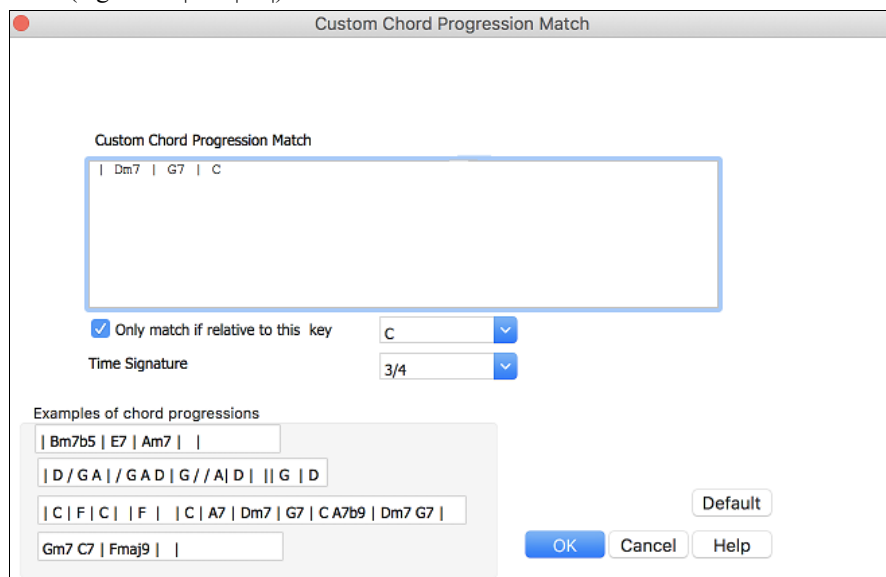 Custom Chord Progression Match
Custom Chord Progression Match
| Dm7 | G7 | C
Only match if relative to this key
C
Time Signature
3/4
Examples of chord progressions
| Bm7b5 | E7 | Am7 | |
| D / G A | / G A D | G / / A| D | || G | D
| C | F | C | | F | | C | A7 | Dm7 | G7 | C A7b9 | Dm7 G7 |
Gm7 C7 | Fmaj9 | |
Default
OK
Cancel
Help